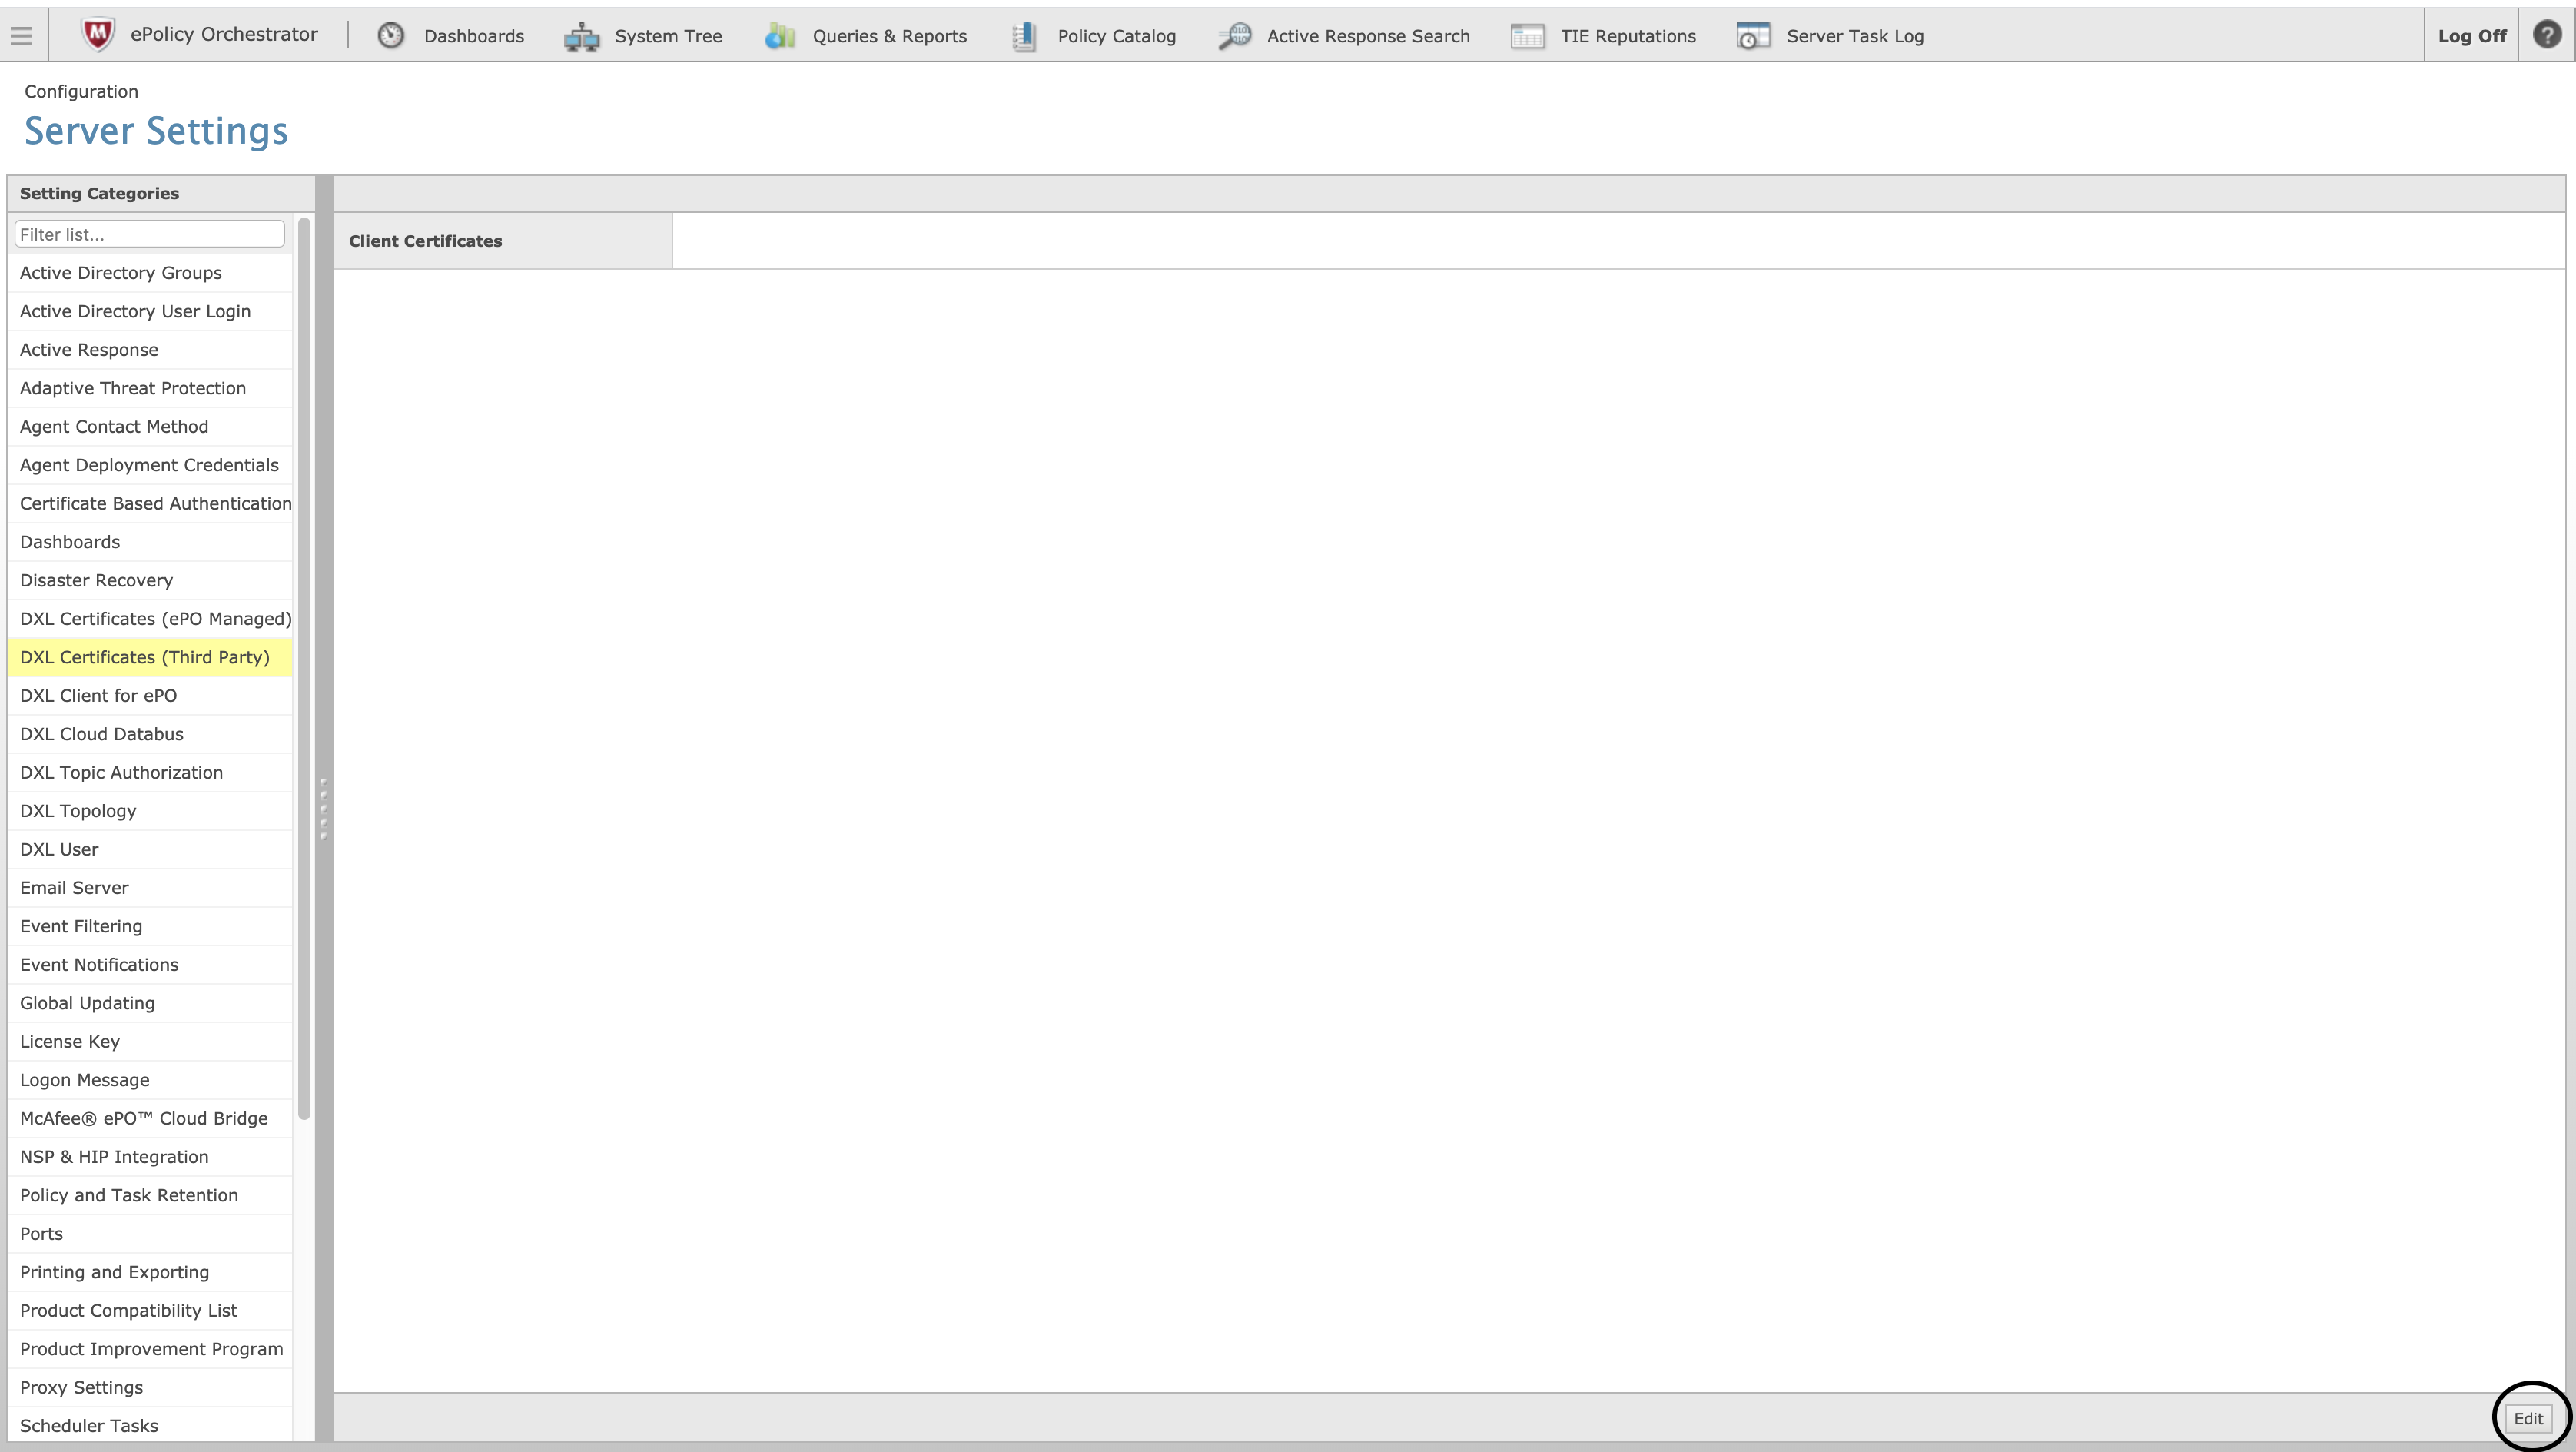 ePolicy Orchestrator
Dashboards
System Tree
Queries & Reports
Policy Catalog
Active Response Search
TIE Reputations
Server Task Log
Log Off
?
Configuration
Server Settings
Setting Categories
Filter list...
Client Certificates
Active Directory Groups
Active Directory User Login
Active Response
Adaptive Threat Protection
Agent Contact Method
Agent Deployment Credentials
Certificate Based Authentication
Dashboards
Disaster Recovery
DXL Certificates (ePO Managed)
DXL Certificates (Third Party)
DXL Client for ePO
DXL Cloud Databus
DXL Topic Authorization
DXL Topology
DXL User
Email Server
Event Filtering
Event Notifications
Global Updating
License Key
Logon Message
McAfee® ePO™ Cloud Bridge
NSP & HIP Integration
Policy and Task Retention
Ports
Printing and Exporting
Product Compatibility List
Product Improvement Program
Proxy Settings
Scheduler Tasks
Edit